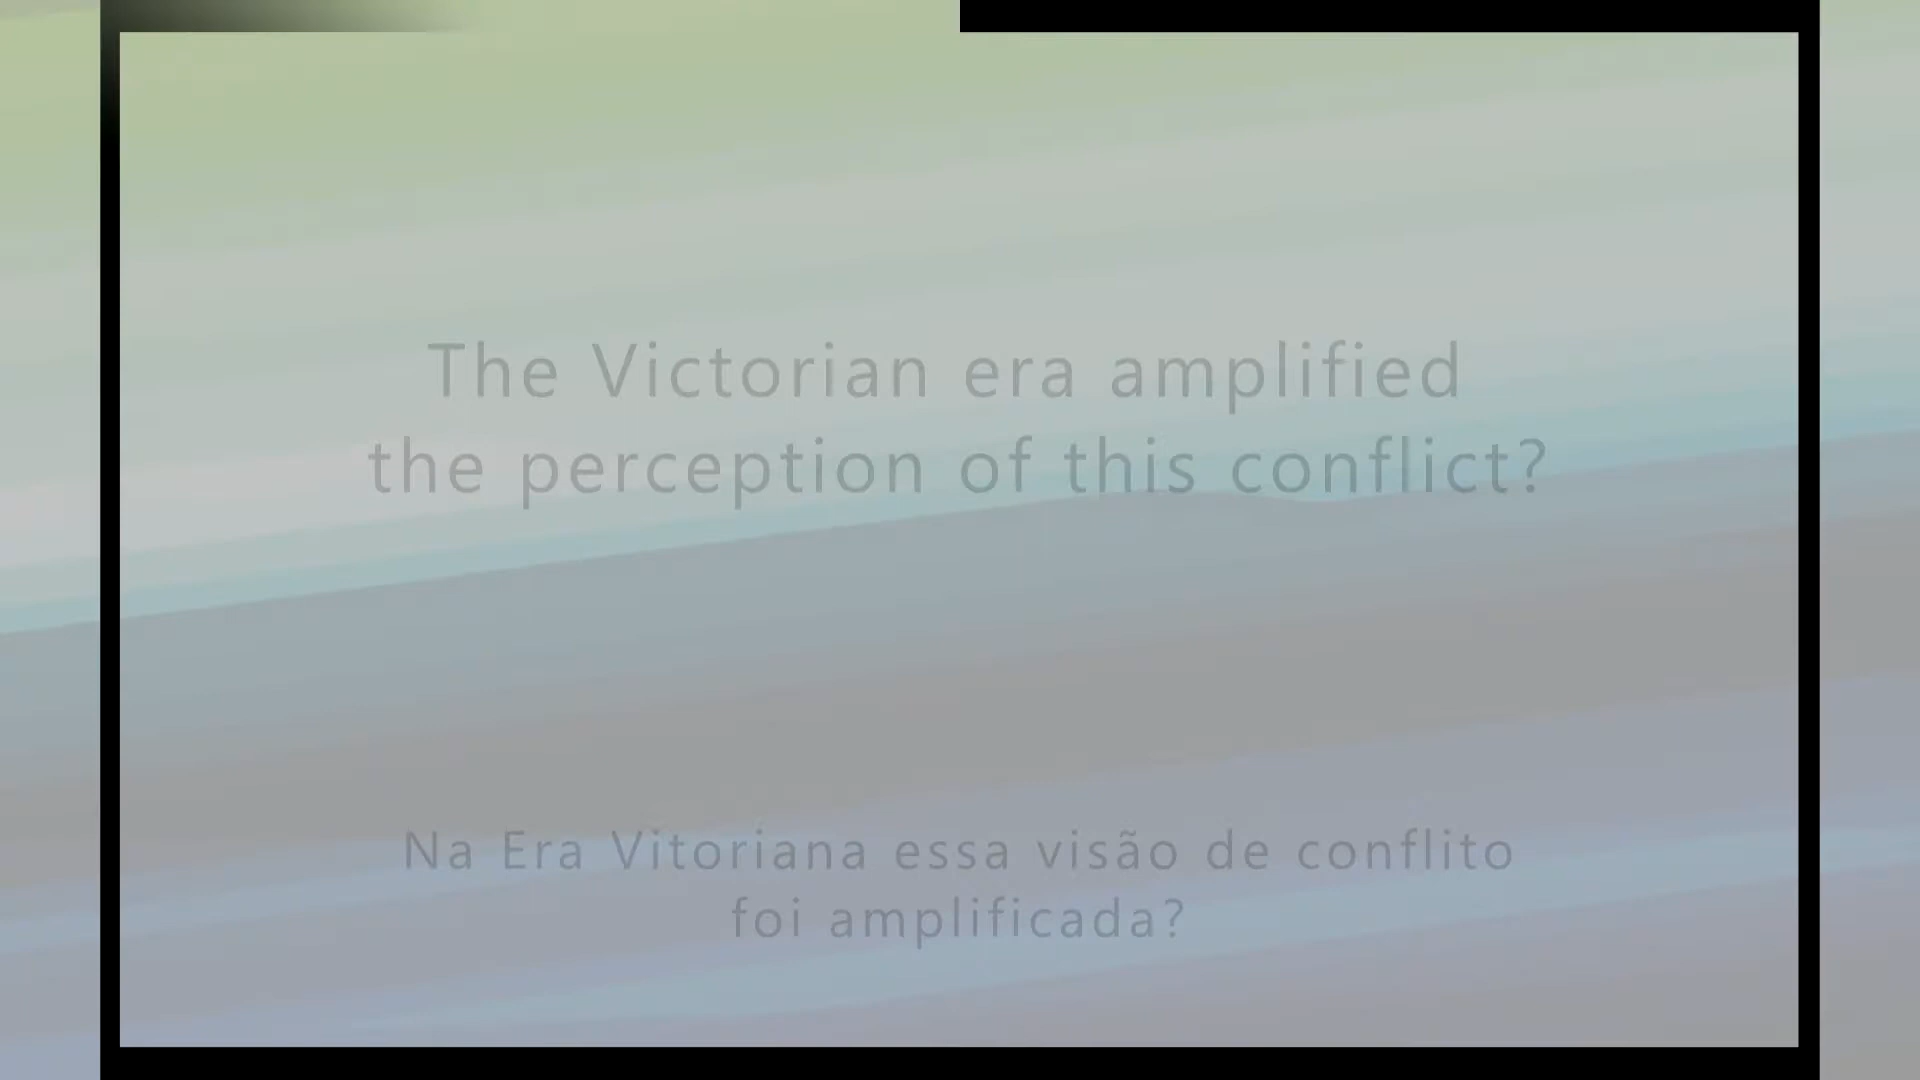 The Victorian era amplified
the perception of this conflict?
Na Era Vitoriana essa visão de conflito
foi amplificada?